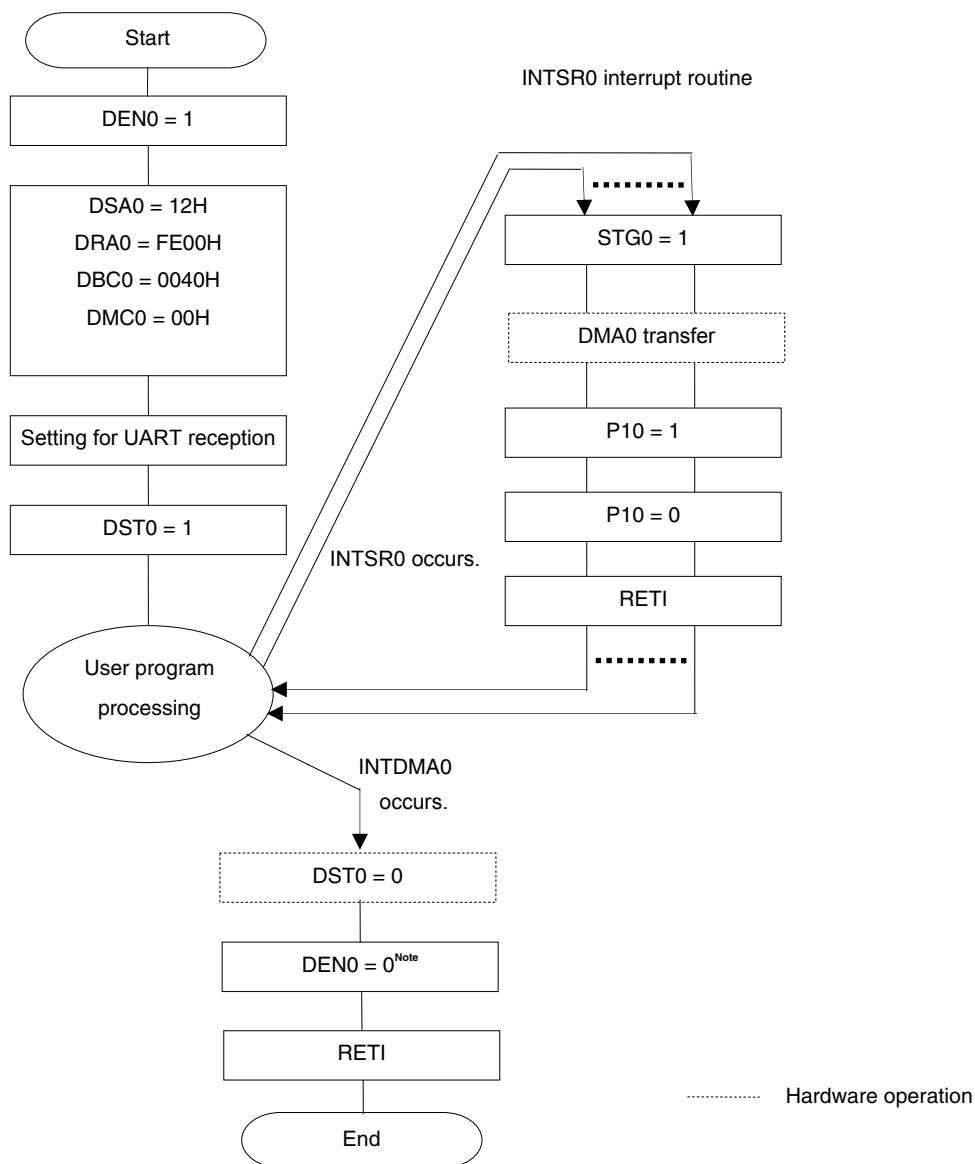 Start
DEN0 = 1
DSA0 = 12H
DRA0 = FE00H
DBC0 = 0040H
DMC0 = 00H
Setting for UART reception
DST0 = 1
User program
processing
INTSR0 occurs.
INTSR0 interrupt routine
STG0 = 1
DMA0 transfer
P10 = 1
P10 = 0
RETI
INTDMA0
occurs.
DST0 = 0
DEN0 = 0Note
RETI
End
Hardware operation